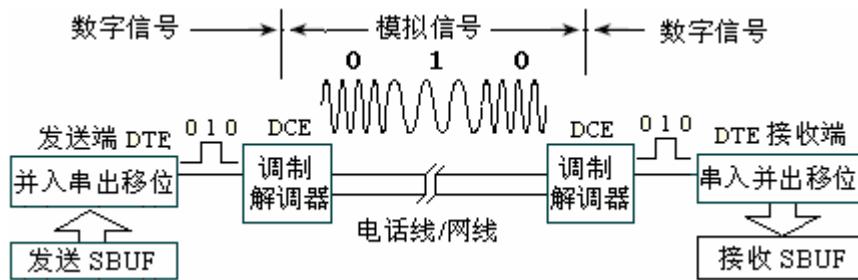 数字信号 模拟信号 数字信号
0 1 0
发送端 DTE 0 1 0 DCE DCE 0 1 0 DTE 接收端
并入串出移位 调制解调器 调制解调器 串入并出移位
电话线/网线
发送 SBUF 接收 SBUF